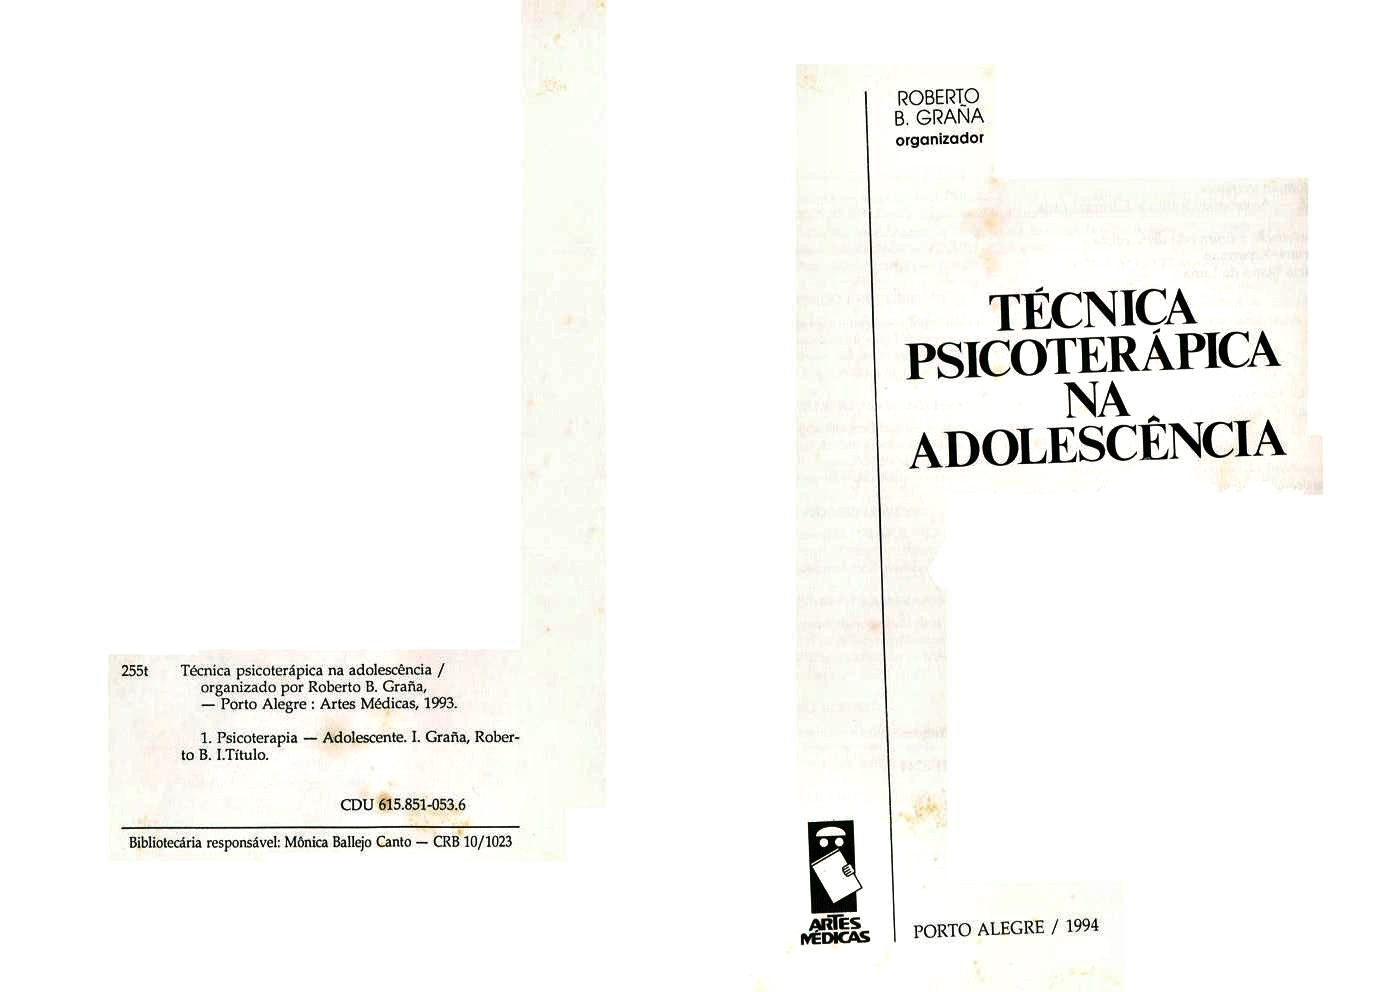 255t Técnica psicoterápica na adolescência /
organizado por Roberto B. Graña,
— Porto Alegre : Artes Médicas, 1993.
1. Psicoterapia — Adolescente. I. Graña, Rober-
to B. I.Título.
CDU 615.851-053.6
Bibliotecária responsável: Mônica Ballejo Canto — CRB 10/1023
ROBERTO
B. GRAÑA
organizador
TÉCNICA
PSICOTERÁPICA
NA
ADOLESCÊNCIA
ARTES
MÉDICAS
PORTO ALEGRE / 1994